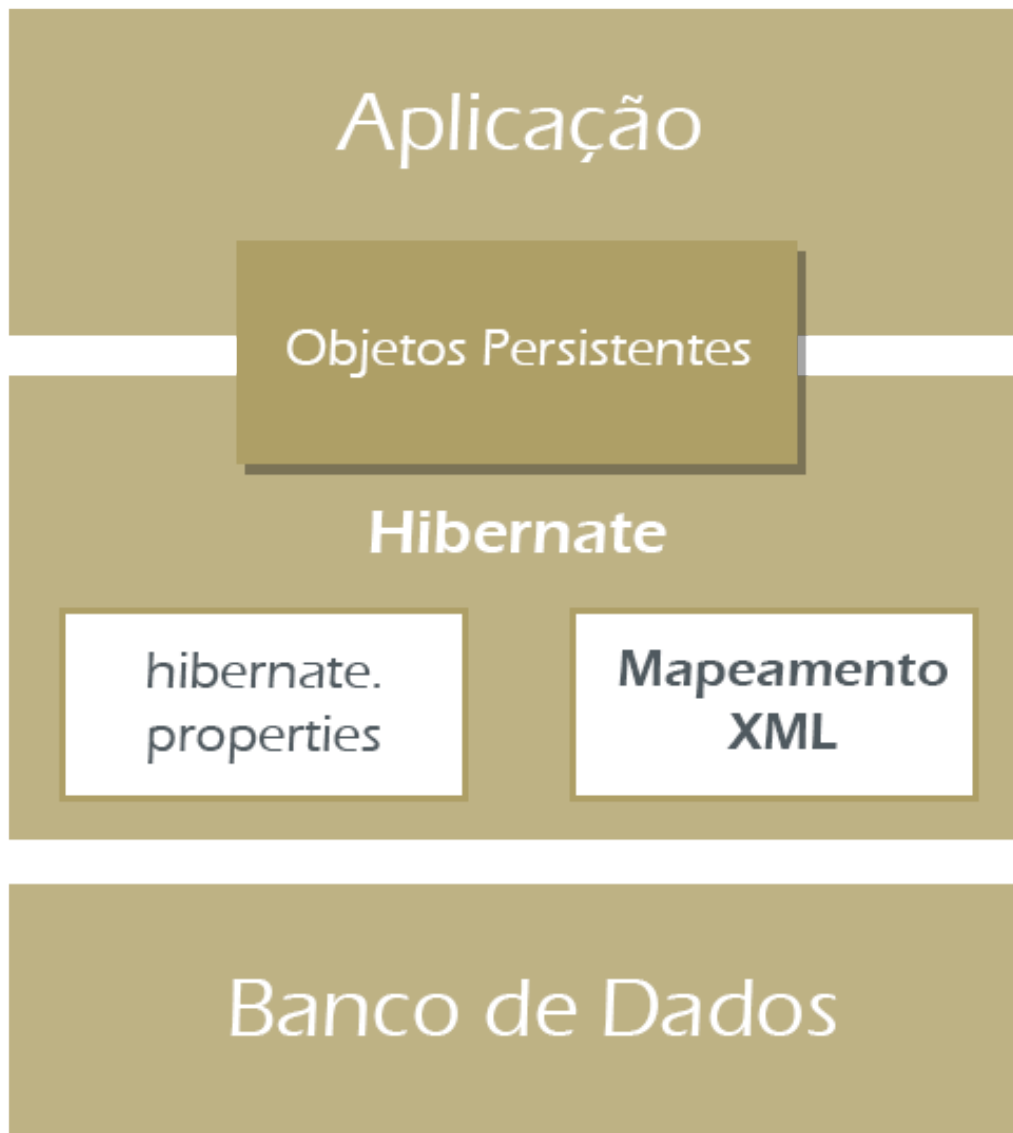 Aplicação
Objetos Persistentes
Hibernate
hibernate.
properties
Mapeamento
XML
Banco de Dados